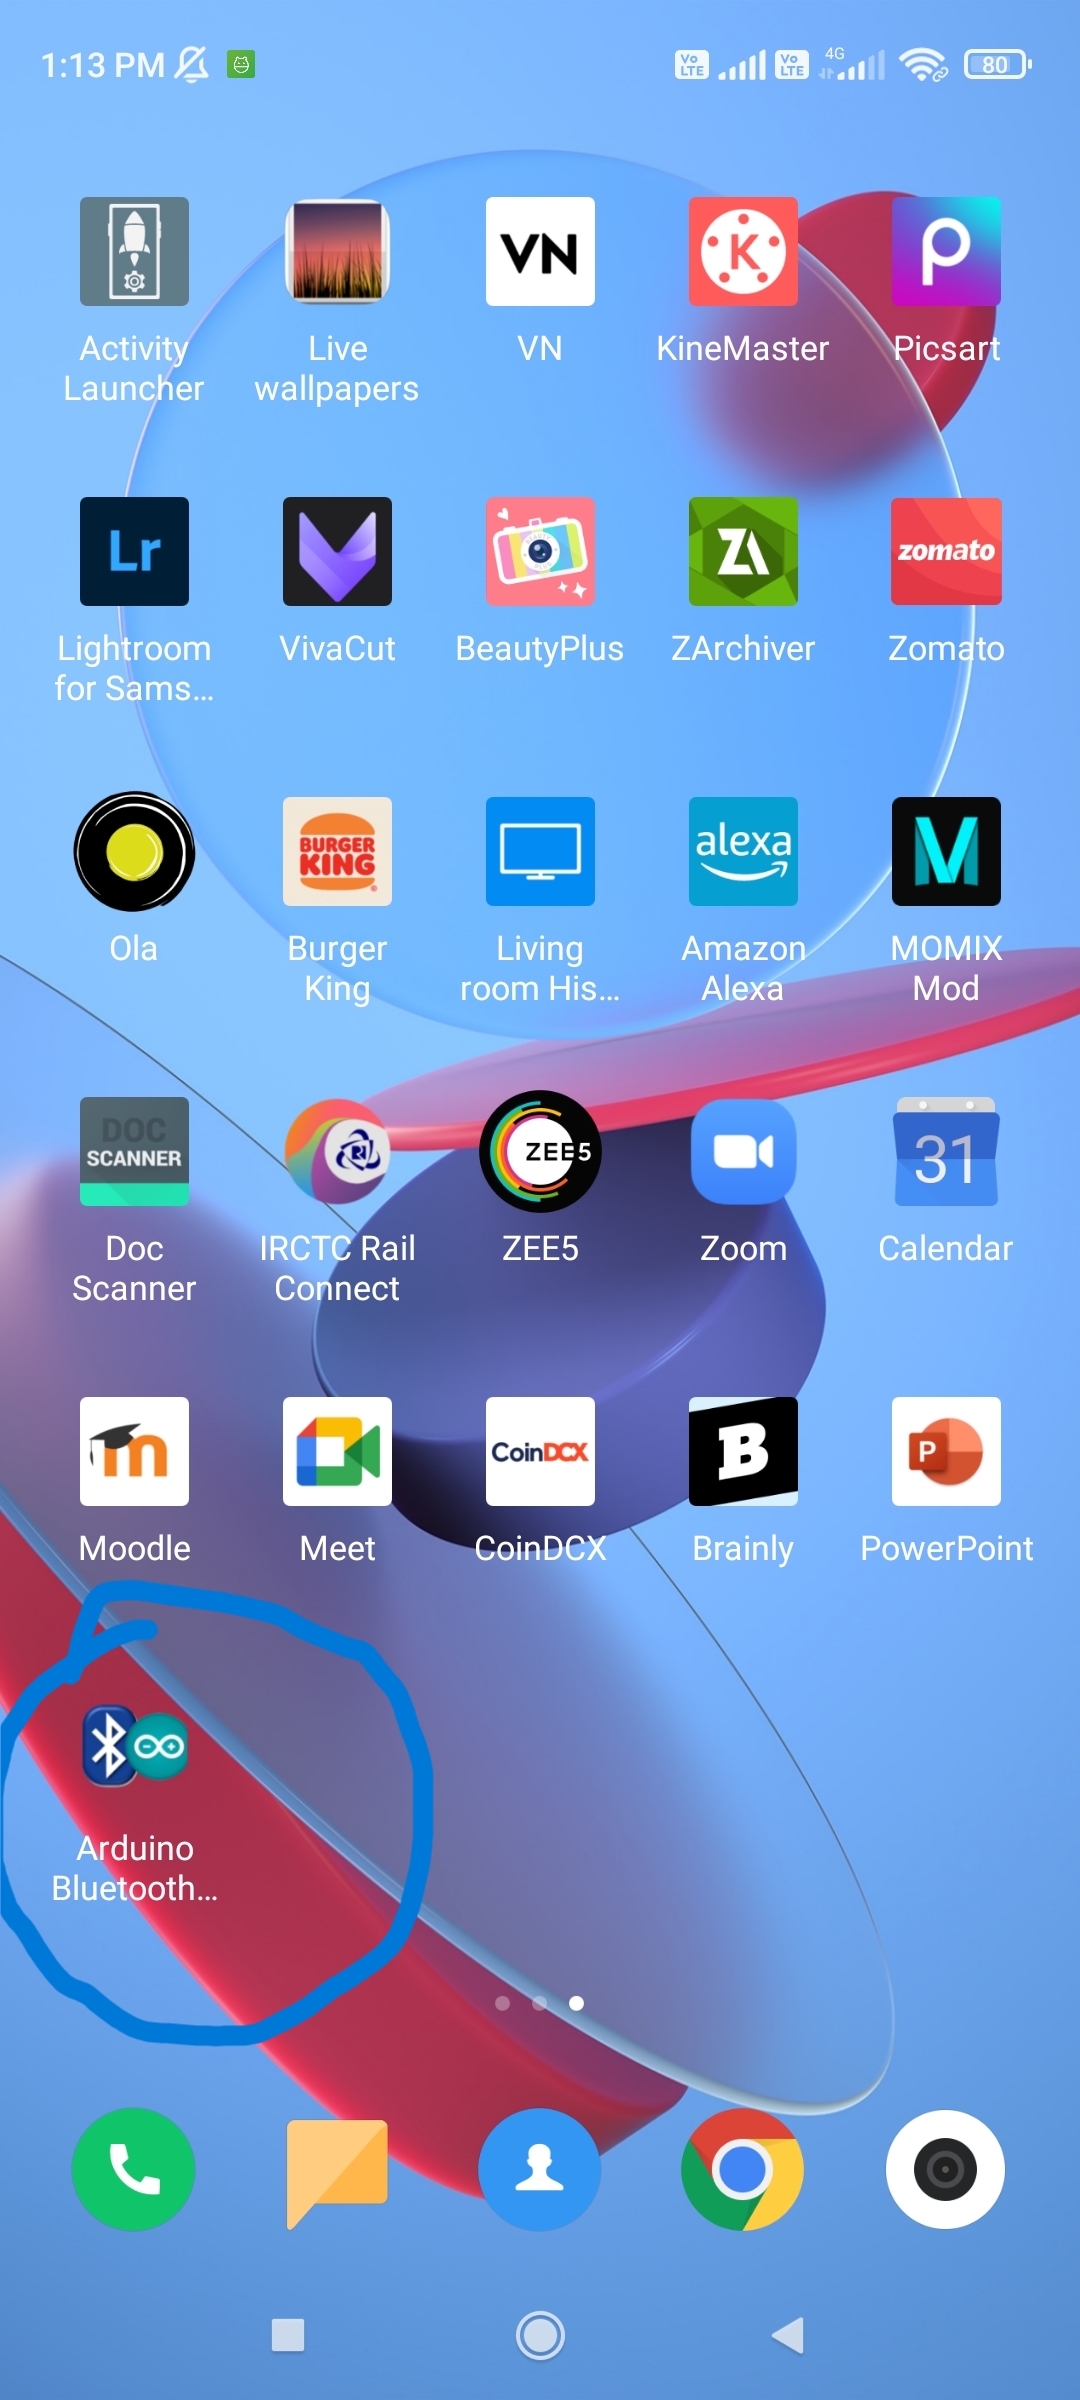 1:13 PM
Vo LTE
Vo LTE
4G
80
VN
K
P
Activity
Launcher
Live
wallpapers
VN
KineMaster
Picsart
Lr
ZA
zomato
Lightroom
for Sams...
VivaCut
BeautyPlus
ZArchiver
Zomato
BURGER
KING
alexa
M
Ola
Burger
King
Living
room His...
Amazon
Alexa
MOMIX
Mod
DOC
SCANNER
ZEE5
31
Doc
Scanner
IRCTC Rail
Connect
ZEE5
Zoom
Calendar
m
CoinDCX
B
P
Moodle
Meet
CoinDCX
Brainly
PowerPoint
Arduino
Bluetooth...